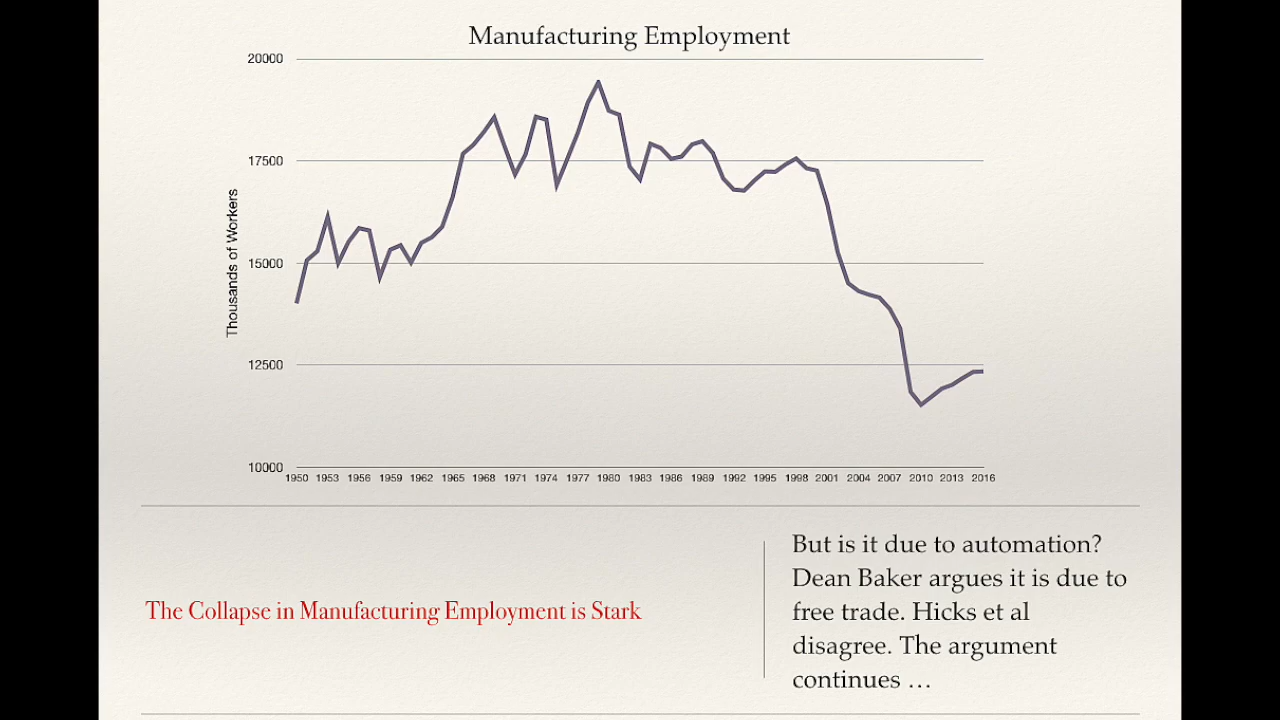 Manufacturing Employment
20000
17500
15000
12500
10000
Thousands of Workers
1950 1953 1956 1959 1962 1965 1968 1971 1974 1977 1980 1983 1986 1989 1992 1995 1998 2001 2004 2007 2010 2013 2016
The Collapse in Manufacturing Employment is Stark
But is it due to automation?
Dean Baker argues it is due to
free trade. Hicks et al
disagree. The argument
continues …